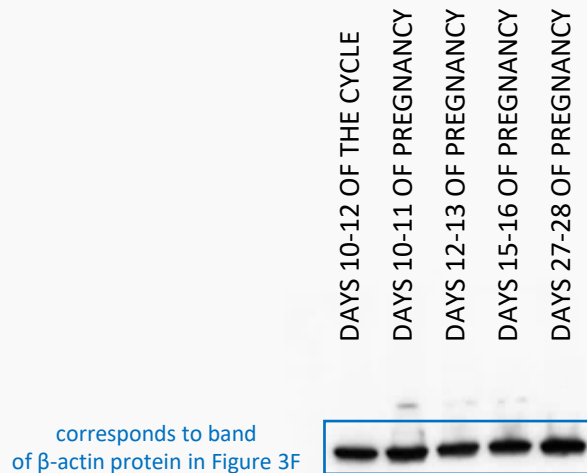 DAYS 10-12 OF THE CYCLE
DAYS 10-11 OF PREGNANCY
DAYS 12-13 OF PREGNANCY
DAYS 15-16 OF PREGNANCY
DAYS 27-28 OF PREGNANCY
corresponds to band
of β-actin protein in Figure 3F